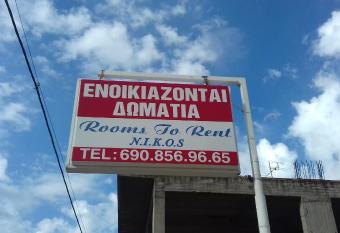 ΕΝΟΙΚΙΑΖΟΝΤΑΙ
ΔΩΜΑΤΙΑ
Rooms To Rent
N.I.K.O.S
TEL: 690.856.96.65